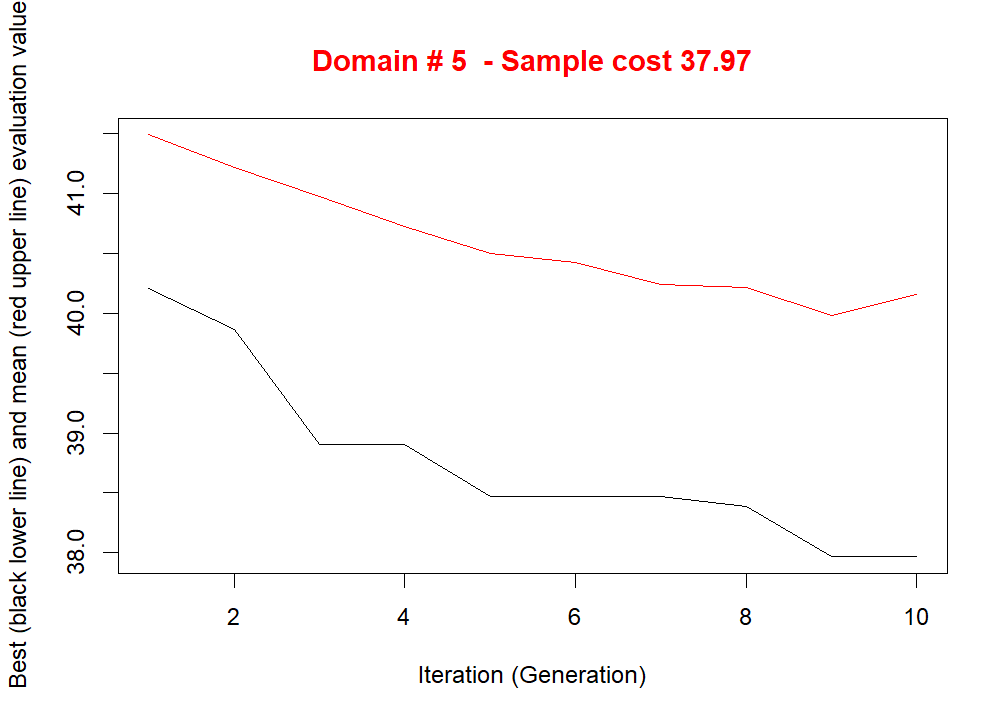 Domain # 5  - Sample cost 37.97
Best (black lower line) and mean (red upper line) evaluation value
41.0
40.0
39.0
38.0
2 4 6 8 10
Iteration (Generation)